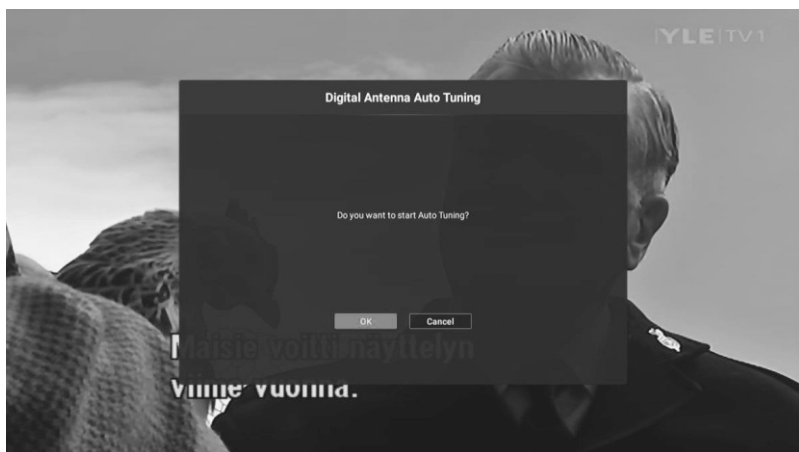 YLE TV1
Digital Antenna Auto Tuning
Do you want to start Auto Tuning?
OK
Cancel
Maisie voitti näyttelyn
viime vuonna.